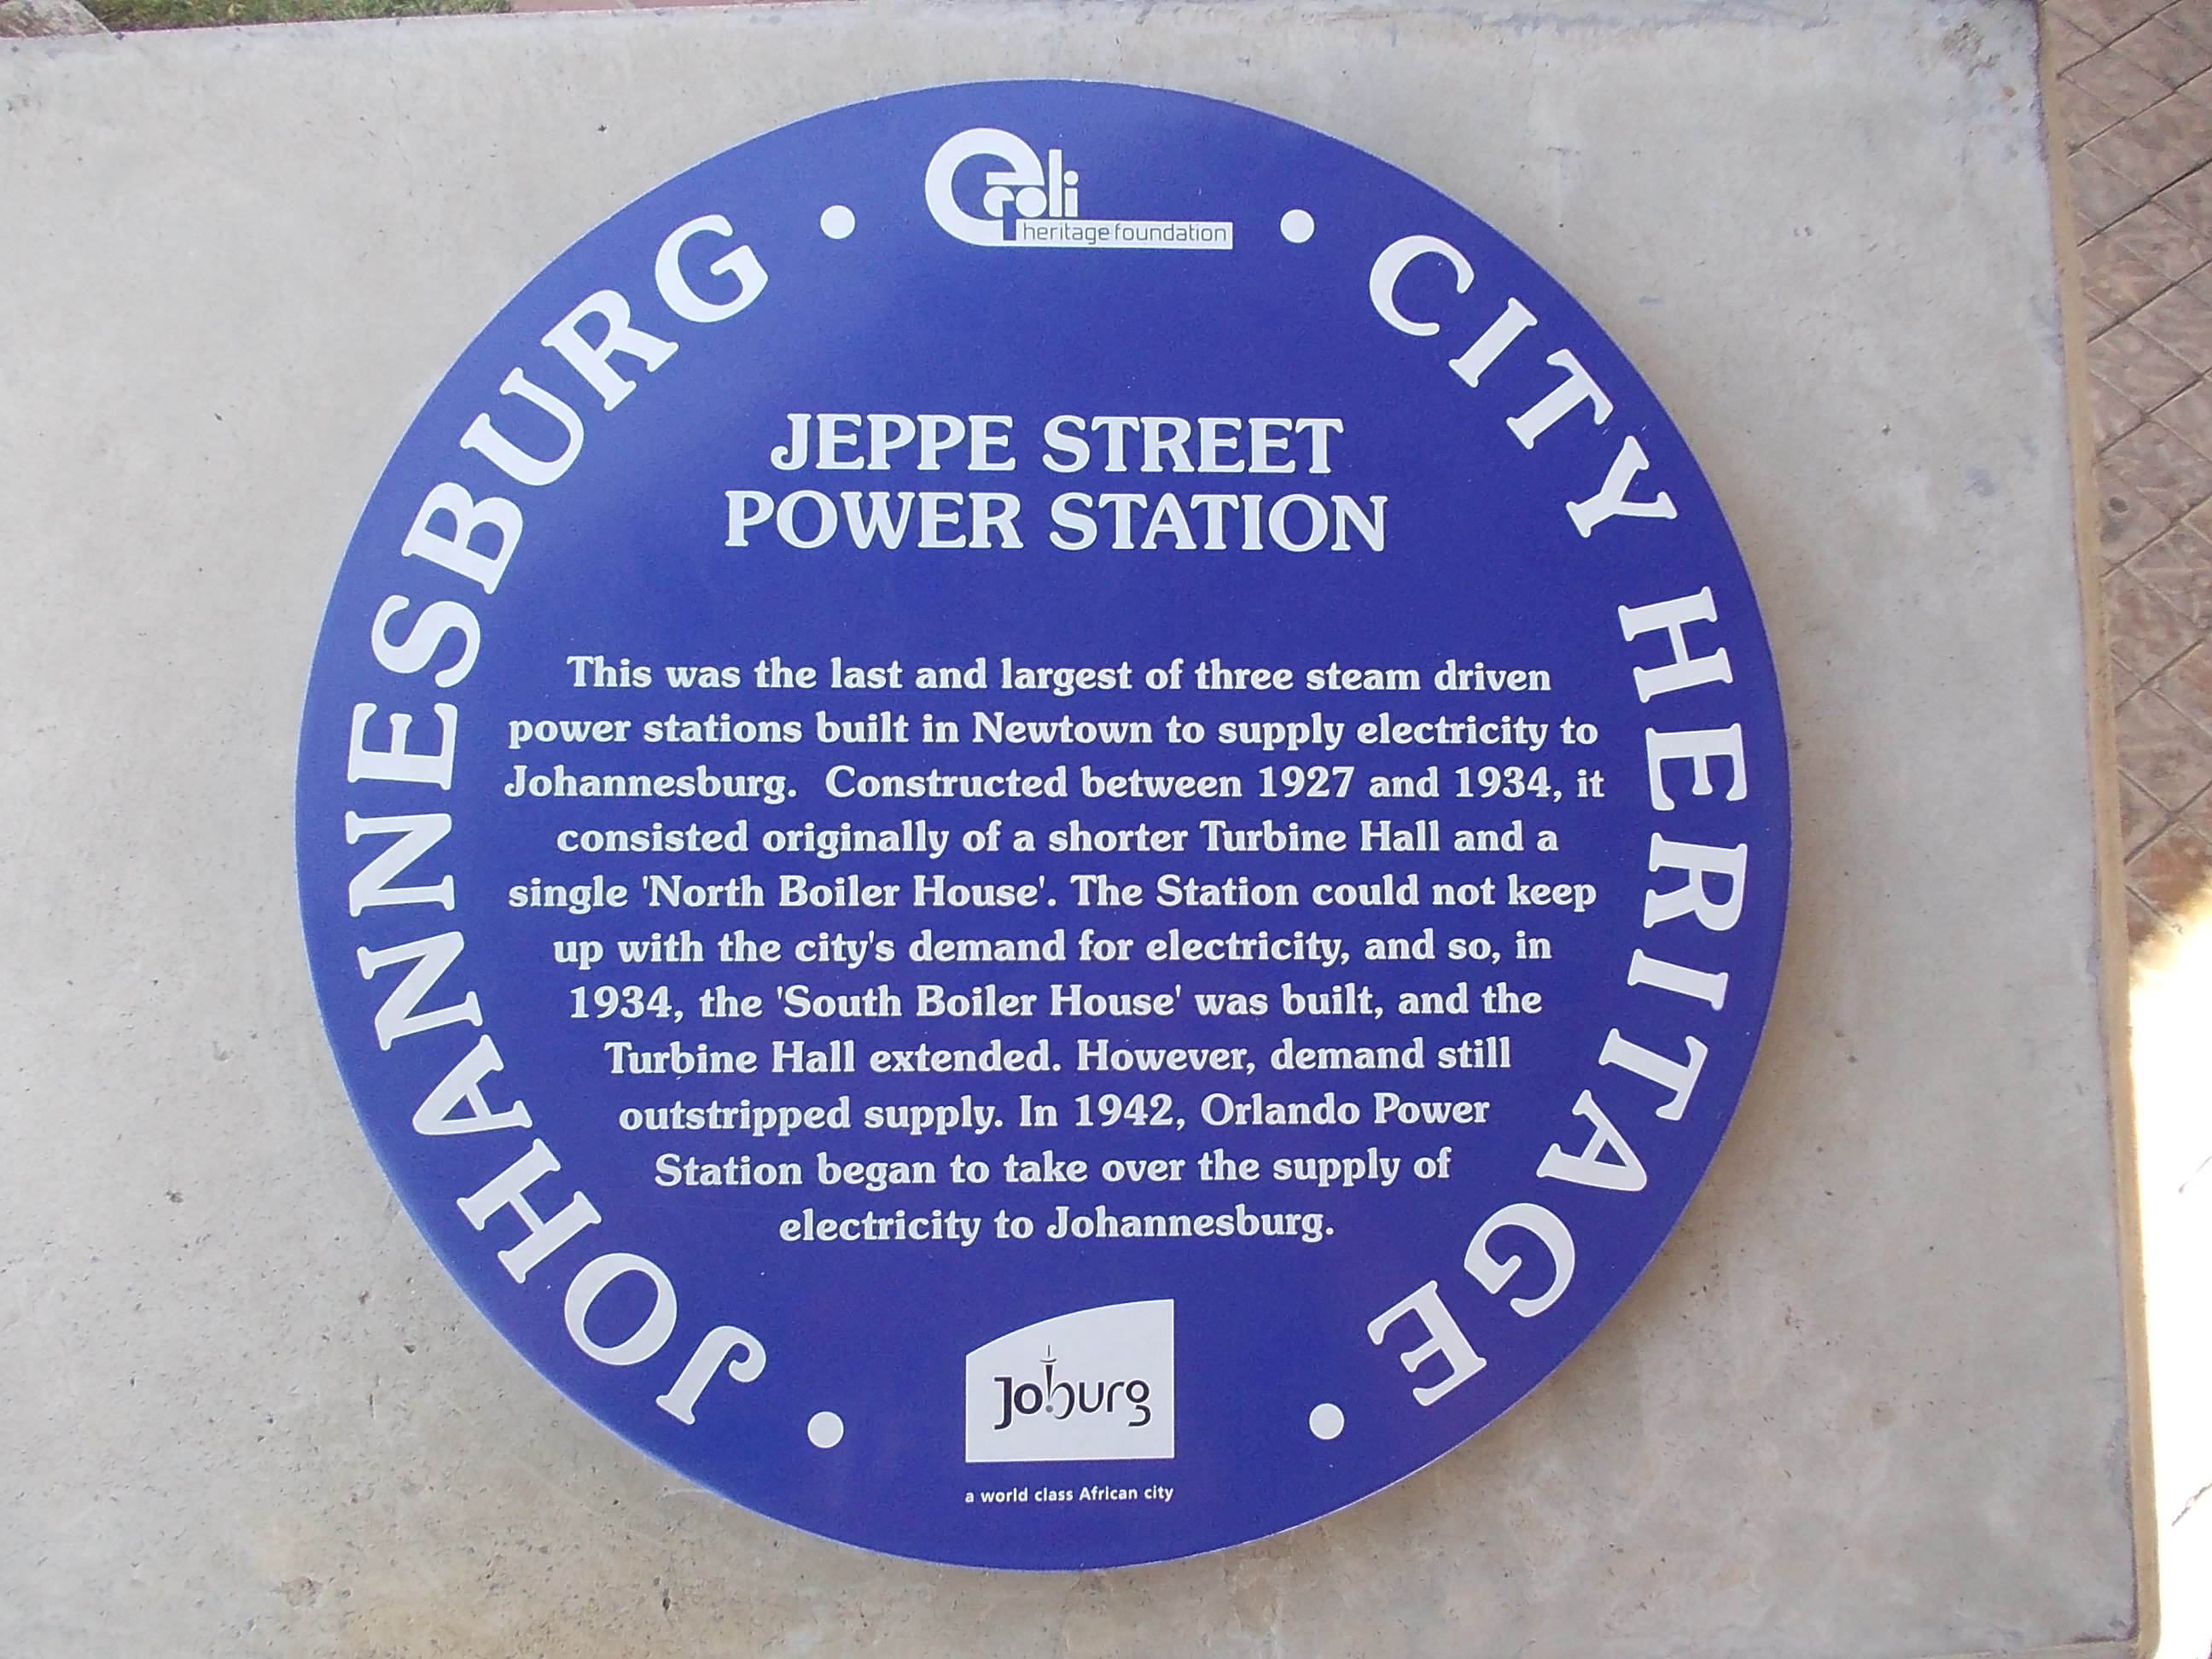 egoli
heritage foundation
JOHANNESBURG
CITY HERITAGE
JEPPE STREET
POWER STATION
This was the last and largest of three steam driven
power stations built in Newtown to supply electricity to
Johannesburg. Constructed between 1927 and 1934, it
consisted originally of a shorter Turbine Hall and a
single 'North Boiler House'. The Station could not keep
up with the city's demand for electricity, and so, in
1934, the 'South Boiler House' was built, and the
Turbine Hall extended. However, demand still
outstripped supply. In 1942, Orlando Power
Station began to take over the supply of
electricity to Johannesburg.
Joburg
a world class African city